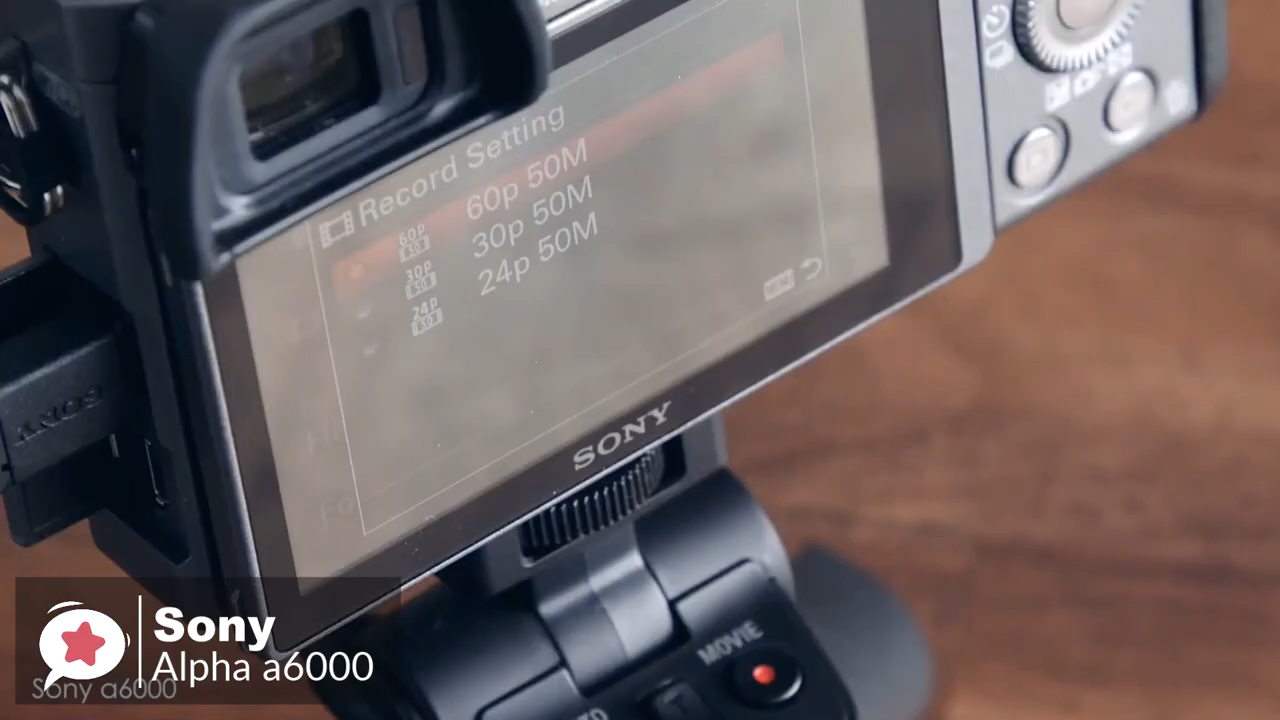 Record Setting
60P
50
60p 50M
30P
50
30p 50M
24P
50
24p 50M
MENU
SONY
SONY
MOVIE
Sony
Alpha a6000
Sony a6000